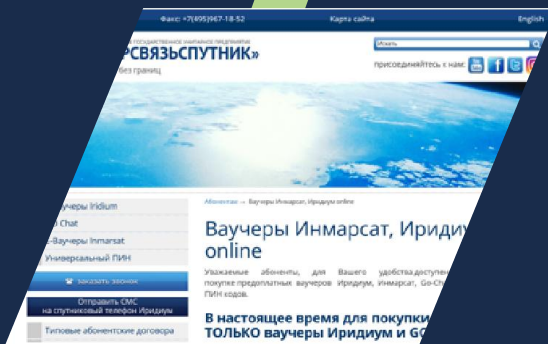 Факс: +7(495)967-18-52 Карта сайта English
ГОСУДАРСТВЕННОЕ УНИТАРНОЕ ПРЕДПРИЯТИЕ
РСВЯЗЬСПУТНИК»
без границ
Искать
присоединяйтесь к нам:
Абонентам → Ваучеры Инмарсат, Иридиум online
аучеры Iridium
Chat
-Ваучеры Inmarsat
Универсальный ПИН
заказать звонок
Отправить СМС
на спутниковый телефон Иридиум
Типовые абонентские договора
Ваучеры Инмарсат, Ириди
online
Уважаемые абоненты, для Вашего удобства доступен
покупке предоплатных ваучеров Иридиум, Инмарсат, Go-Ch
ПИН кодов.
В настоящее время для покупки
ТОЛЬКО ваучеры Иридиум и GO